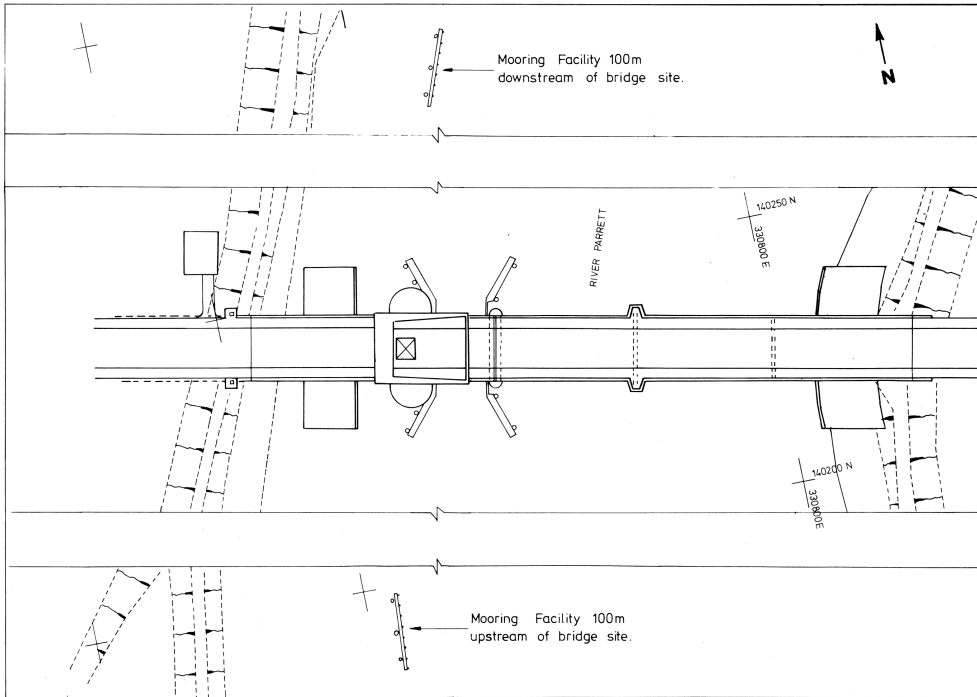 Mooring Facility 100m
downstream of bridge site.
N
RIVER PARRETT
140250 N
330800 E
140200 N
330800E
Mooring Facility 100m
upstream of bridge site.